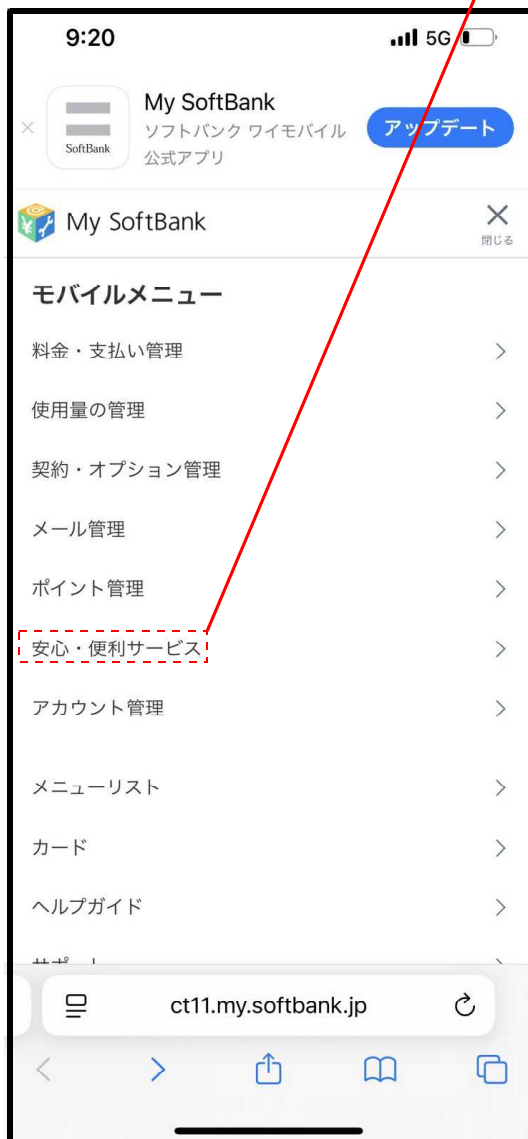 9:20
5G
My SoftBank
ソフトバンク ワイモバイル
公式アプリ
アップデート
SoftBank
My SoftBank
閉じる
モバイルメニュー
料金・支払い管理
使用量の管理
契約・オプション管理
メール管理
ポイント管理
安心・便利サービス
アカウント管理
メニューリスト
カード
ヘルプガイド
ct11.my.softbank.jp